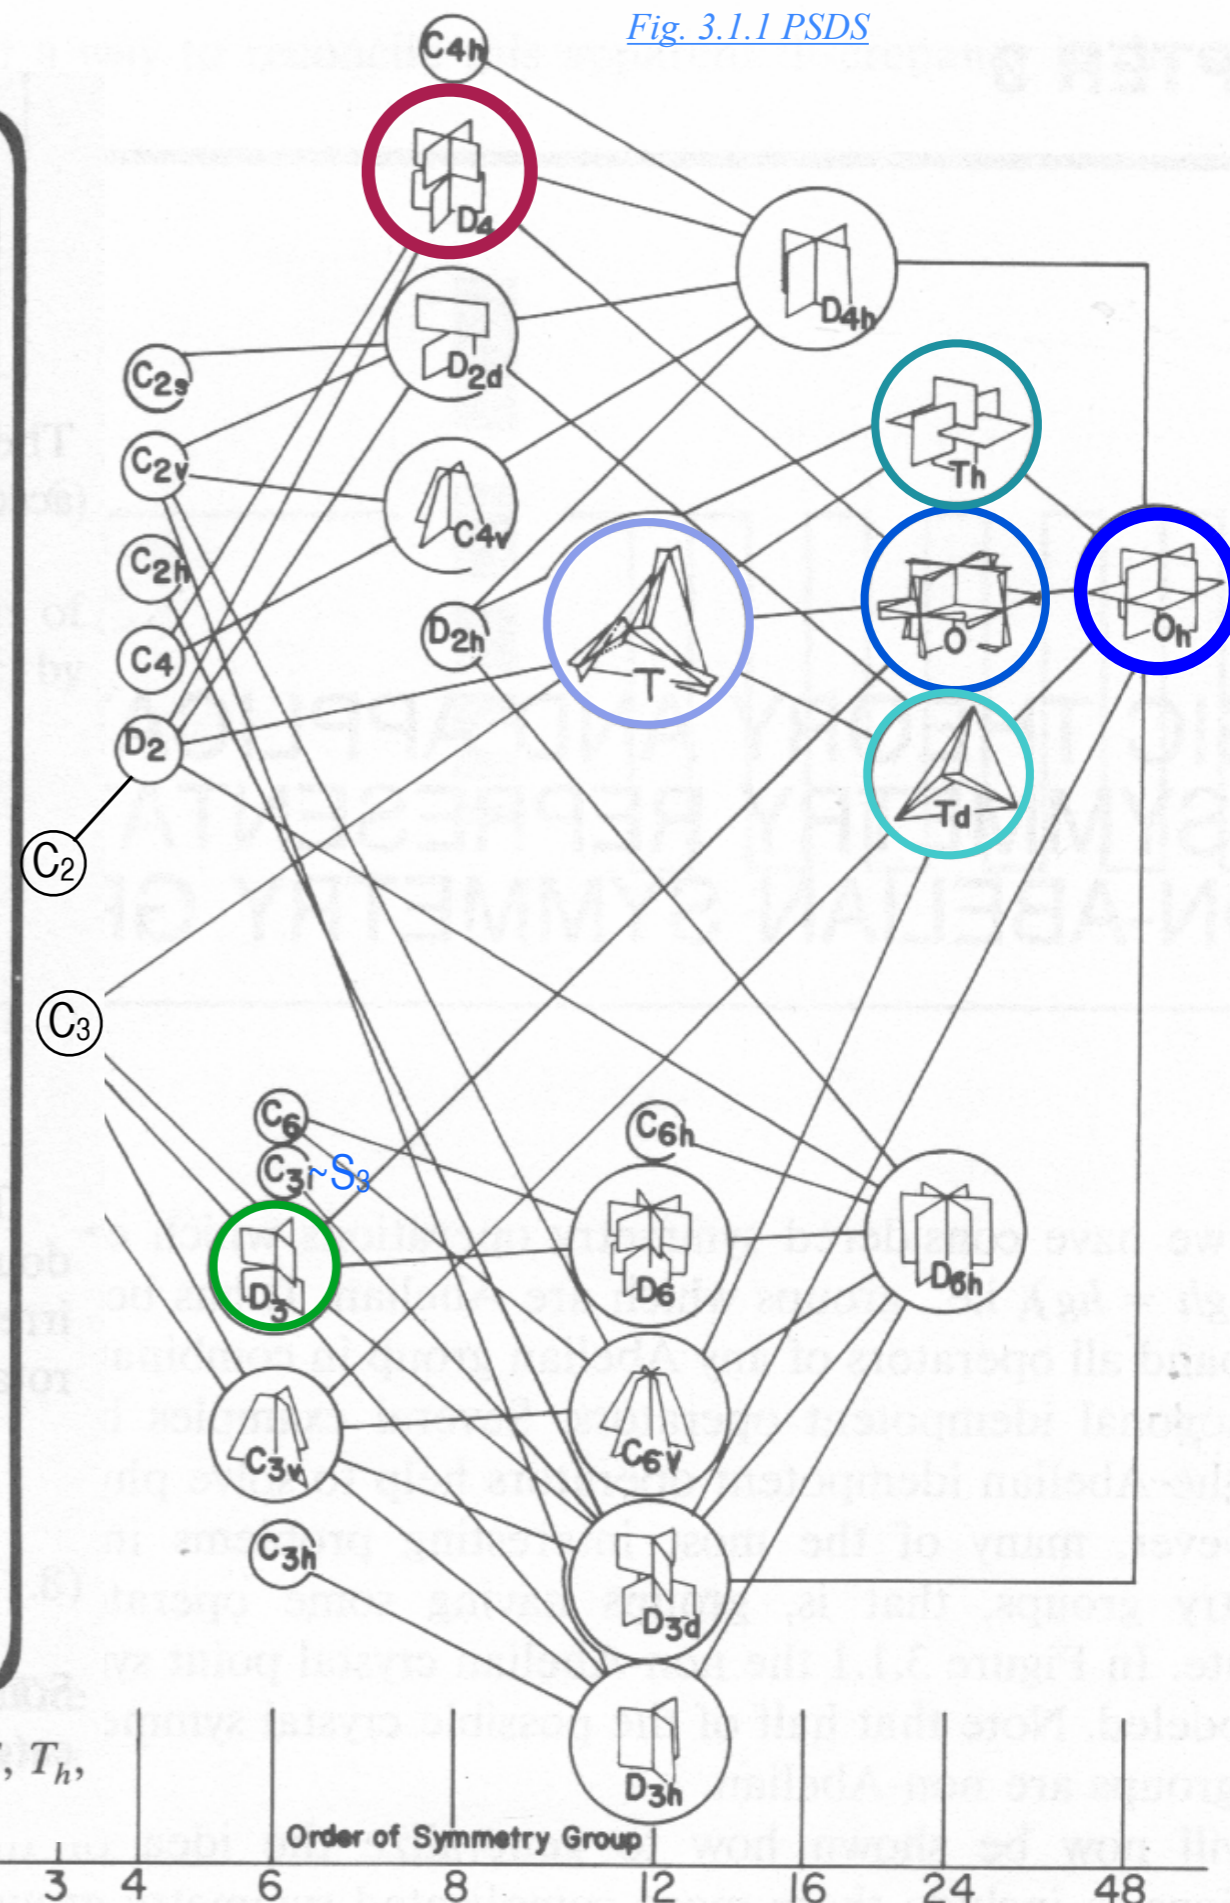 Fig. 3.1.1 PSDS
C4h
D4
D4h
D2d
C2s
Th
C2v
C4v
C2h
O
Oh
D2h
C4
T
D2
Td
C2
C3
C6
C6h
C3i ~S3
D3
D6
D6h
C3v
C6v
C3h
D3d
D3h
, Th,
Order of Symmetry Group
3 4 6 8 12 16 24 48